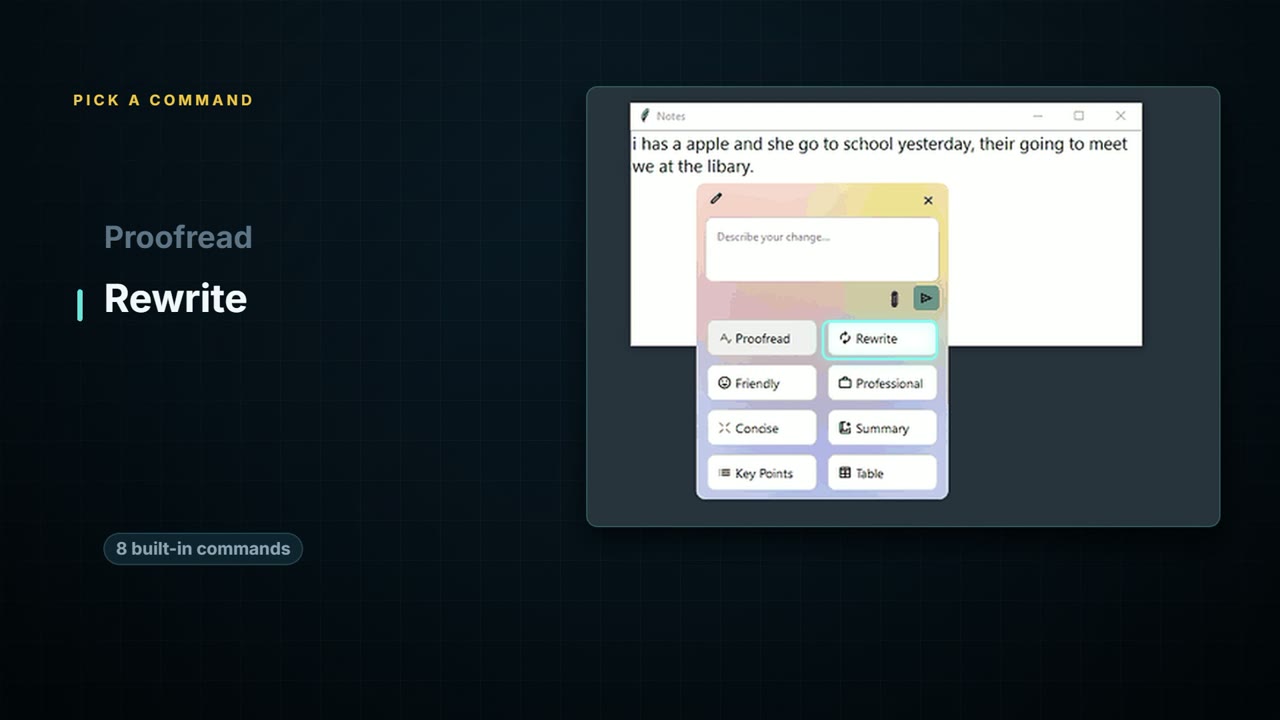 PICK A COMMAND
Proofread
Rewrite
8 built-in commands
Notes
i has a apple and she go to school yesterday, their going to meet
we at the libary.
Describe your change...
Proofread
Rewrite
Friendly
Professional
Concise
Summary
Key Points
Table